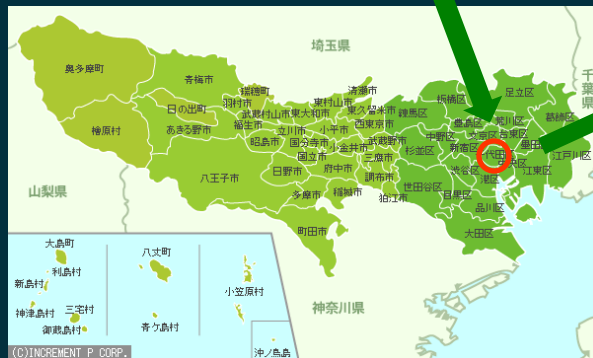 埼玉県
千葉県
奥多摩町
青梅市
瑞穂町
清瀬市
板橋区
足立区
日の出町
羽村市
武蔵村山市
東大和市
東村山市
東久留米市
練馬区
豊島区
荒川区
葛飾区
福生市
立川市
小平市
西東京市
中野区
文京区
台東区
墨田
檜原村
あきる野市
昭島市
国分寺市
小金井市
武蔵野市
杉並区
新宿区
代田
江戸川区
国立市
三鷹市
渋谷区
港区
江東区
山梨県
八王子市
日野市
府中市
調布市
世田谷区
目黒区
品川区
多摩市
稲城市
狛江市
町田市
大田区
大島町
利島村
新島村
神津島村
三宅村
御蔵島村
八丈町
青ケ島村
小笠原村
沖ノ鳥島
神奈川県
(C)INCREMENT P CORP.